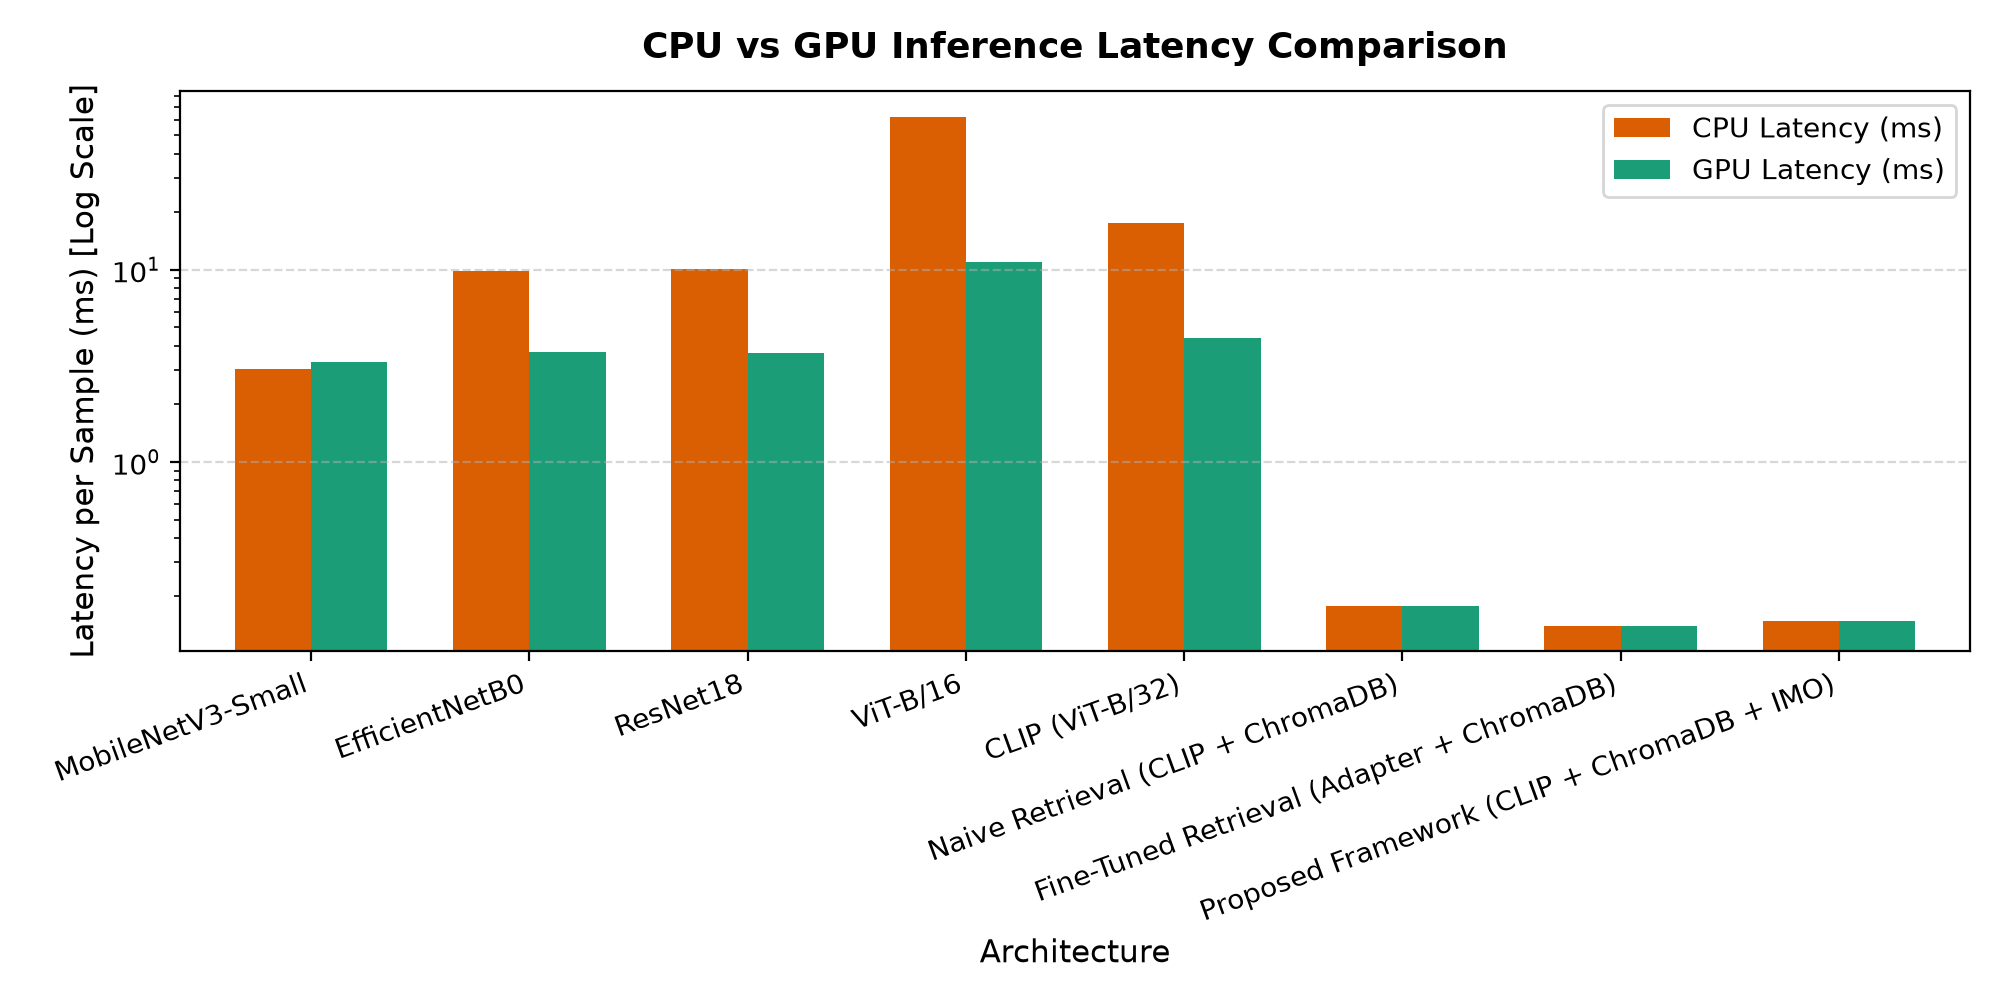 CPU vs GPU Inference Latency Comparison
CPU Latency (ms)
GPU Latency (ms)
Latency per Sample (ms) [Log Scale]
10¹
10⁰
MobileNetV3-Small
EfficientNetB0
ResNet18
ViT-B/16
CLIP (ViT-B/32)
Naive Retrieval (CLIP + ChromaDB)
Fine-Tuned Retrieval (Adapter + ChromaDB)
Proposed Framework (CLIP + ChromaDB + IMO)
Architecture